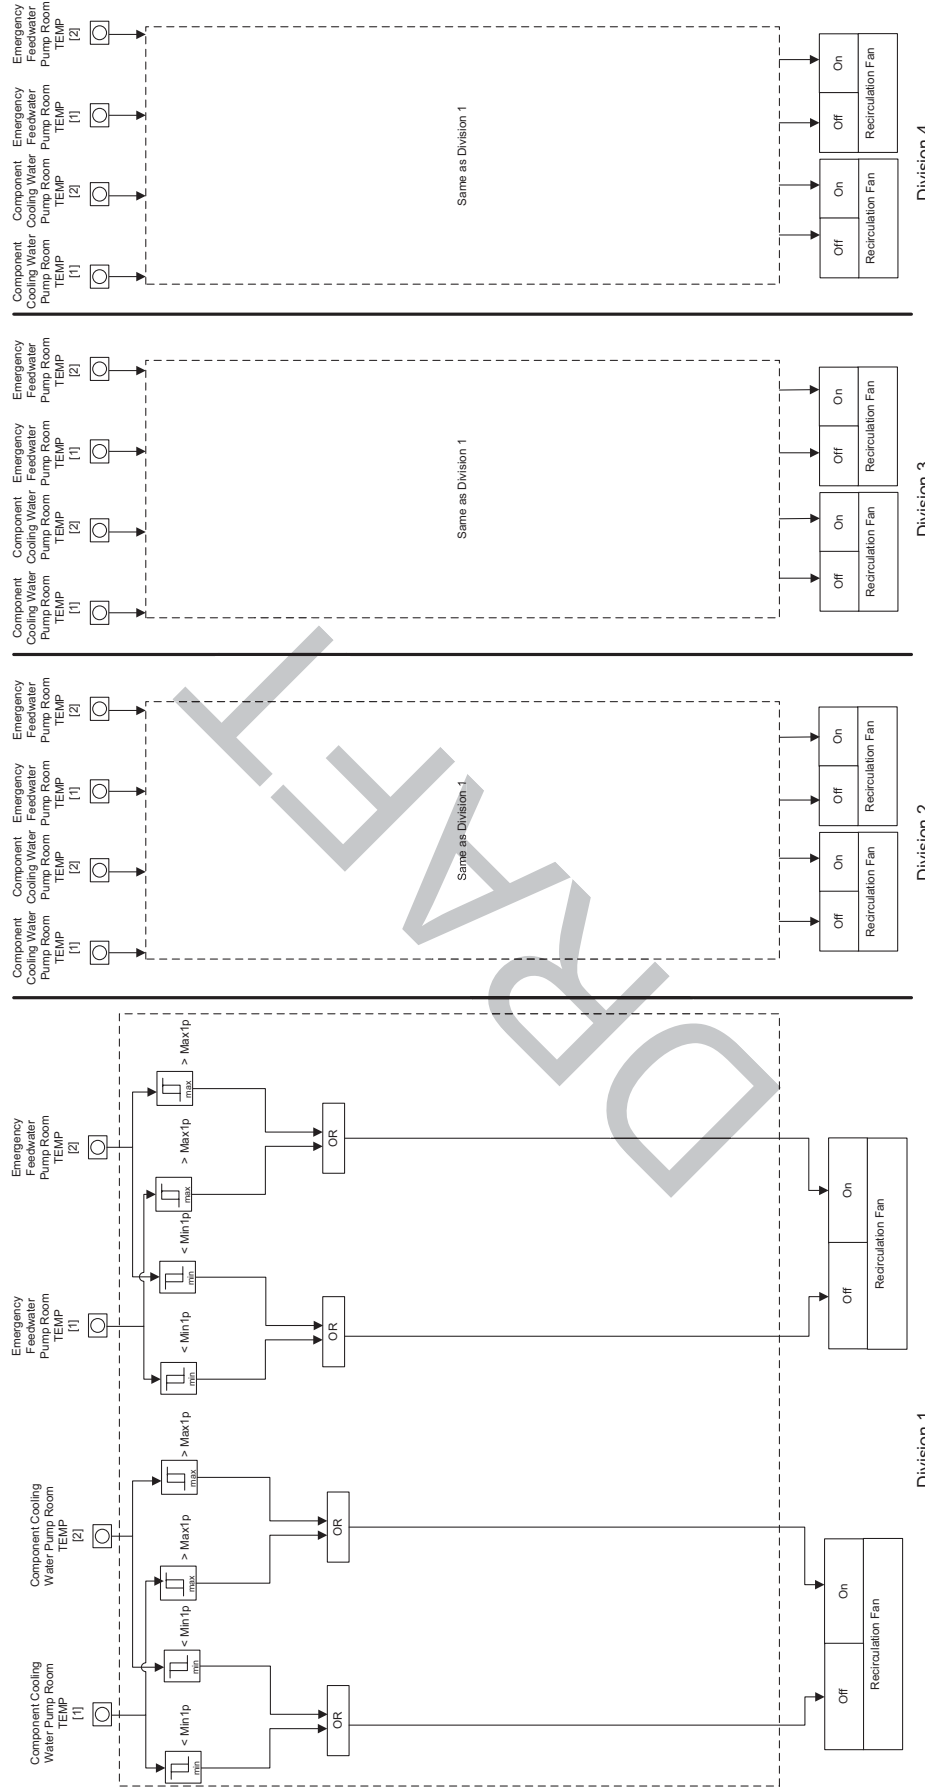 Component Cooling
Water Pump Room
TEMP
[1]
Component Cooling
Water Pump Room
TEMP
[2]
Emergency
Feedwater
Pump Room
TEMP
[1]
Emergency
Feedwater
Pump Room
TEMP
[2]
min
< Min1p
min
< Min1p
max
> Max1p
max
> Max1p
min
< Min1p
min
< Min1p
max
> Max1p
max
> Max1p
OR
OR
OR
OR
Off
On
Recirculation Fan
Off
On
Recirculation Fan
Division 1
Component
Cooling Water
Pump Room
TEMP
[1]
Component
Cooling Water
Pump Room
TEMP
[2]
Emergency
Feedwater
Pump Room
TEMP
[1]
Emergency
Feedwater
Pump Room
TEMP
[2]
Same as Division 1
Off
On
Recirculation Fan
Off
On
Recirculation Fan
Division 2
Component
Cooling Water
Pump Room
TEMP
[1]
Component
Cooling Water
Pump Room
TEMP
[2]
Emergency
Feedwater
Pump Room
TEMP
[1]
Emergency
Feedwater
Pump Room
TEMP
[2]
Same as Division 1
Off
On
Recirculation Fan
Off
On
Recirculation Fan
Division 3
Component
Cooling Water
Pump Room
TEMP
[1]
Component
Cooling Water
Pump Room
TEMP
[2]
Emergency
Feedwater
Pump Room
TEMP
[1]
Emergency
Feedwater
Pump Room
TEMP
[2]
Same as Division 1
Off
On
Recirculation Fan
Off
On
Recirculation Fan
Division 4
DRAFT